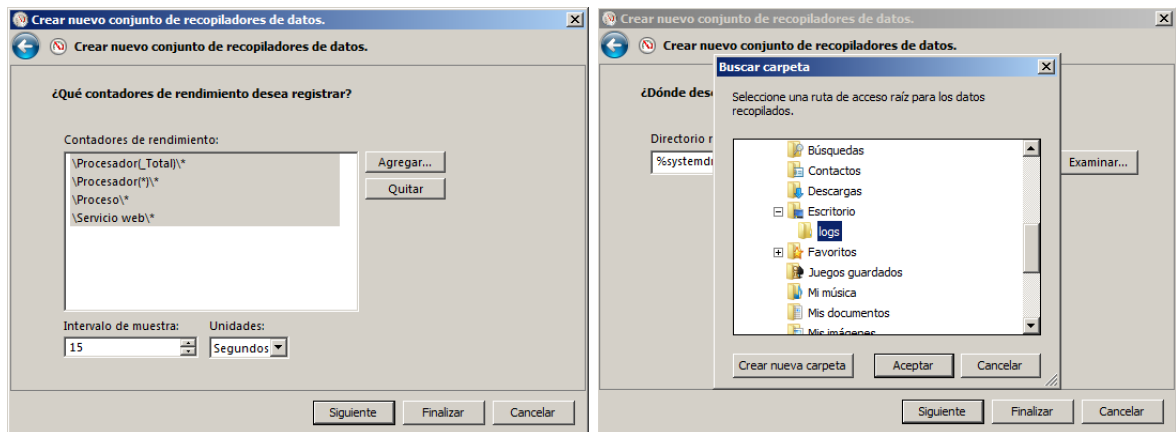 Crear nuevo conjunto de recopiladores de datos.
Crear nuevo conjunto de recopiladores de datos.
¿Qué contadores de rendimiento desea registrar?
Contadores de rendimiento:
\Procesador(_Total)\*
\Procesador(*)\*
\Proceso\*
\Servicio web\*
Agregar...
Quitar
Intervalo de muestra:
Unidades:
15
Segundos
Siguiente
Finalizar
Cancelar
Crear nuevo conjunto de recopiladores de datos.
Crear nuevo conjunto de recopiladores de datos.
¿Dónde
Directorio
Examinar...
Buscar carpeta
Seleccione una ruta de acceso raíz para los datos
recopilados.
Búsquedas
Contactos
Descargas
Escritorio
logs
Favoritos
Juegos guardados
Mi música
Mis documentos
Mis imágenes
Crear nueva carpeta
Aceptar
Cancelar
Siguiente
Finalizar
Cancelar